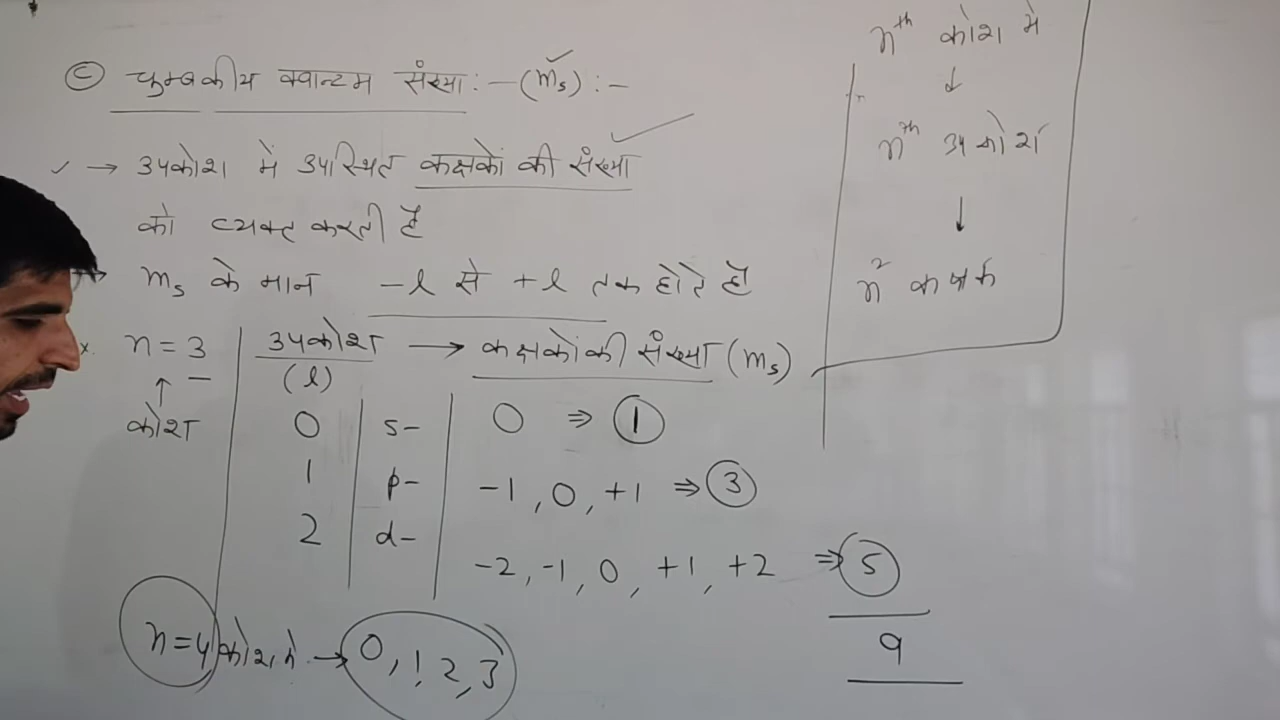 © चुम्बकीय क्वान्टम संख्या :- (ms) :-
→ उपकोश में उपस्थित कक्षकों की संख्या
को व्यक्त करती है
ms के मान -l से +l तक होते है
n = 3 उपकोश → कक्षकों की संख्या (ms)
↑ (l)
कोश 0 s- 0 ⇒ 1
1 p- -1, 0, +1 ⇒ 3
2 d- -2, -1, 0, +1, +2 ⇒ 5
9
n=4 कोश में → 0, 1, 2, 3
nth कोश में
↓
nth उपकोश
↓
n² कक्षक